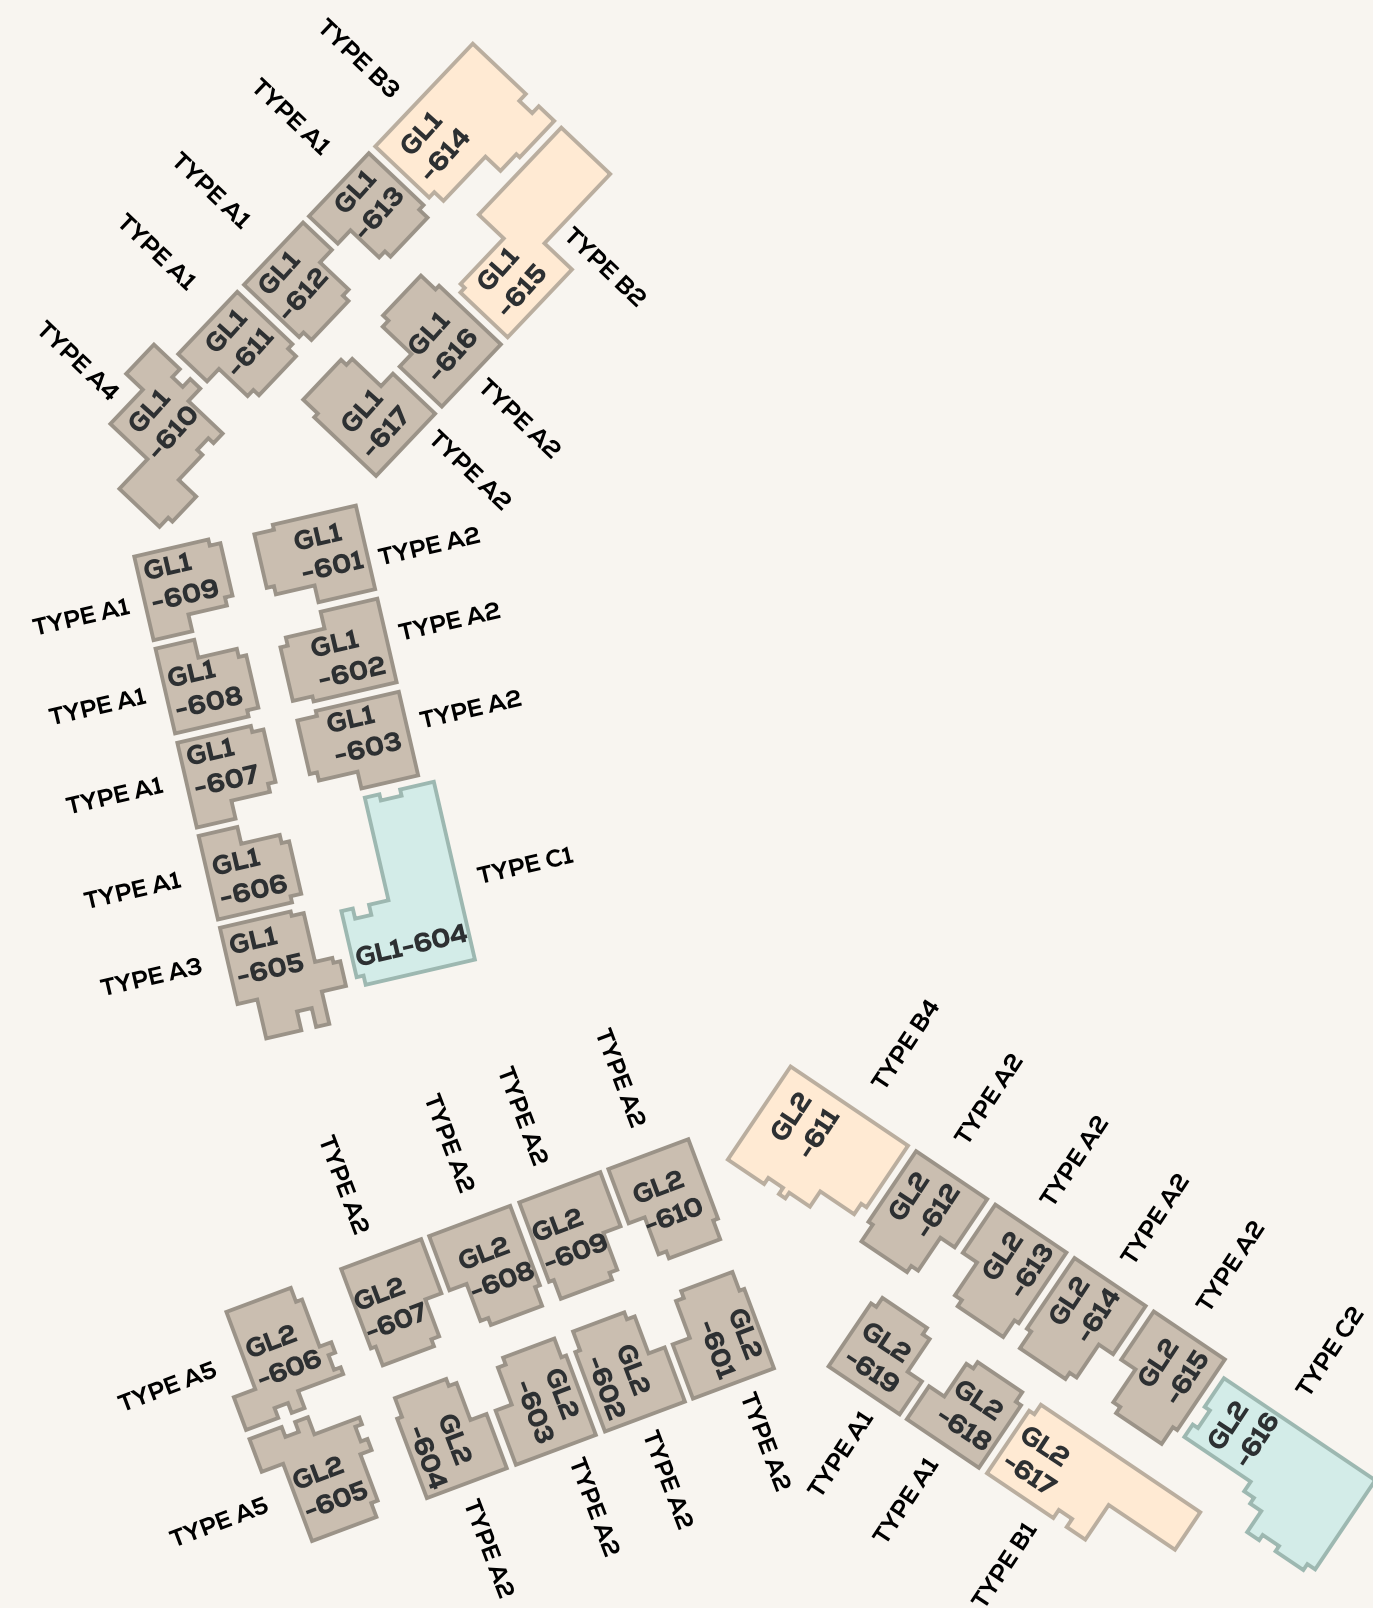 TYPE B3
GL1
-614
TYPE A1
GL1
-613
TYPE A1
GL1
-612
TYPE A1
GL1
-611
TYPE A4
GL1
-610
TYPE B2
GL1
-615
GL1
-616
TYPE A2
GL1
-617
TYPE A2
GL1
-601
TYPE A2
GL1
-609
TYPE A1
GL1
-602
TYPE A2
GL1
-608
TYPE A1
GL1
-603
TYPE A2
GL1
-607
TYPE A1
GL1
-606
TYPE A1
TYPE C1
GL1-604
GL1
-605
TYPE A3
TYPE A2
GL2
-610
TYPE A2
GL2
-609
TYPE A2
GL2
-608
TYPE A2
GL2
-607
GL2
-606
TYPE A5
GL2
-605
TYPE A5
GL2
-604
TYPE A2
GL2
-603
TYPE A2
GL2
-602
TYPE A2
GL2
-601
TYPE A2
TYPE B4
GL2
-611
TYPE A2
GL2
-612
TYPE A2
GL2
-613
TYPE A2
GL2
-614
TYPE A2
GL2
-615
TYPE C2
GL2
-616
GL2
-619
TYPE A1
GL2
-618
TYPE A1
GL2
-617
TYPE B1